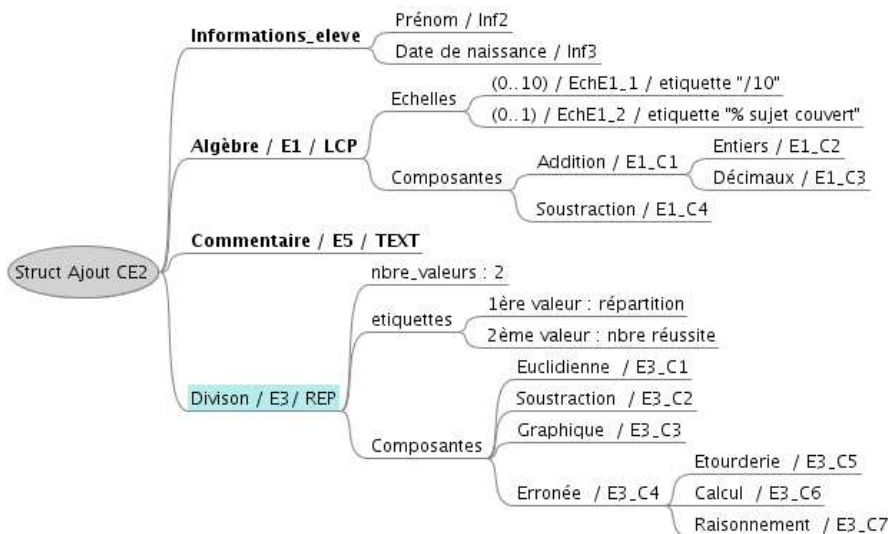 Struct Ajout CE2
Informations_eleve
Prénom / Inf2
Date de naissance / Inf3
Algèbre / E1 / LCP
Echelles
(0..10) / EchE1_1 / etiquette "/10"
(0..1) / EchE1_2 / etiquette "% sujet couvert"
Composantes
Addition / E1_C1
Entiers / E1_C2
Décimaux / E1_C3
Soustraction / E1_C4
Commentaire / E5 / TEXT
Divison / E3/ REP
nbre_valeurs : 2
etiquettes
1ère valeur : répartition
2ème valeur : nbre réussite
Composantes
Euclidienne / E3_C1
Soustraction / E3_C2
Graphique / E3_C3
Erronée / E3_C4
Etourderie / E3_C5
Calcul / E3_C6
Raisonnement / E3_C7